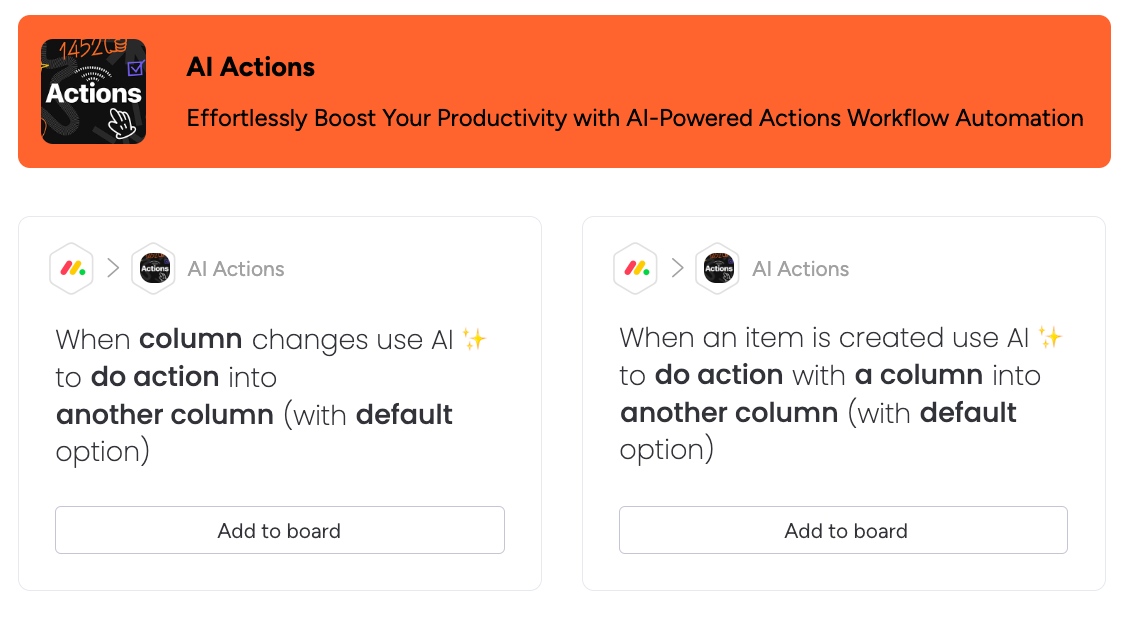 1452
Actions
AI Actions
Effortlessly Boost Your Productivity with AI-Powered Actions Workflow Automation
Actions
AI Actions
When column changes use AI ✨
to do action into
another column (with default
option)
Add to board
Actions
AI Actions
When an item is created use AI ✨
to do action with a column into
another column (with default
option)
Add to board